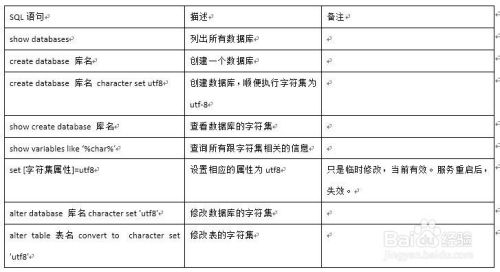 SQL 语句 描述 备注
show databases 列出所有数据库
create database 库名 创建一个数据库
create database 库名 character set utf8 创建数据库，顺便执行字符集为
utf-8
show create database 库名 查看数据库的字符集
show variables like '%char%' 查询所有跟字符集相关的信息
set [字符集属性]=utf8 设置相应的属性为 utf8 只是临时修改，当前有效。服务重启后，
失效。
alter database 库名 character set 'utf8' 修改数据库的字符集
alter table 表名 convert to character set 修改表的字符集
'utf8'
Baidu 经验